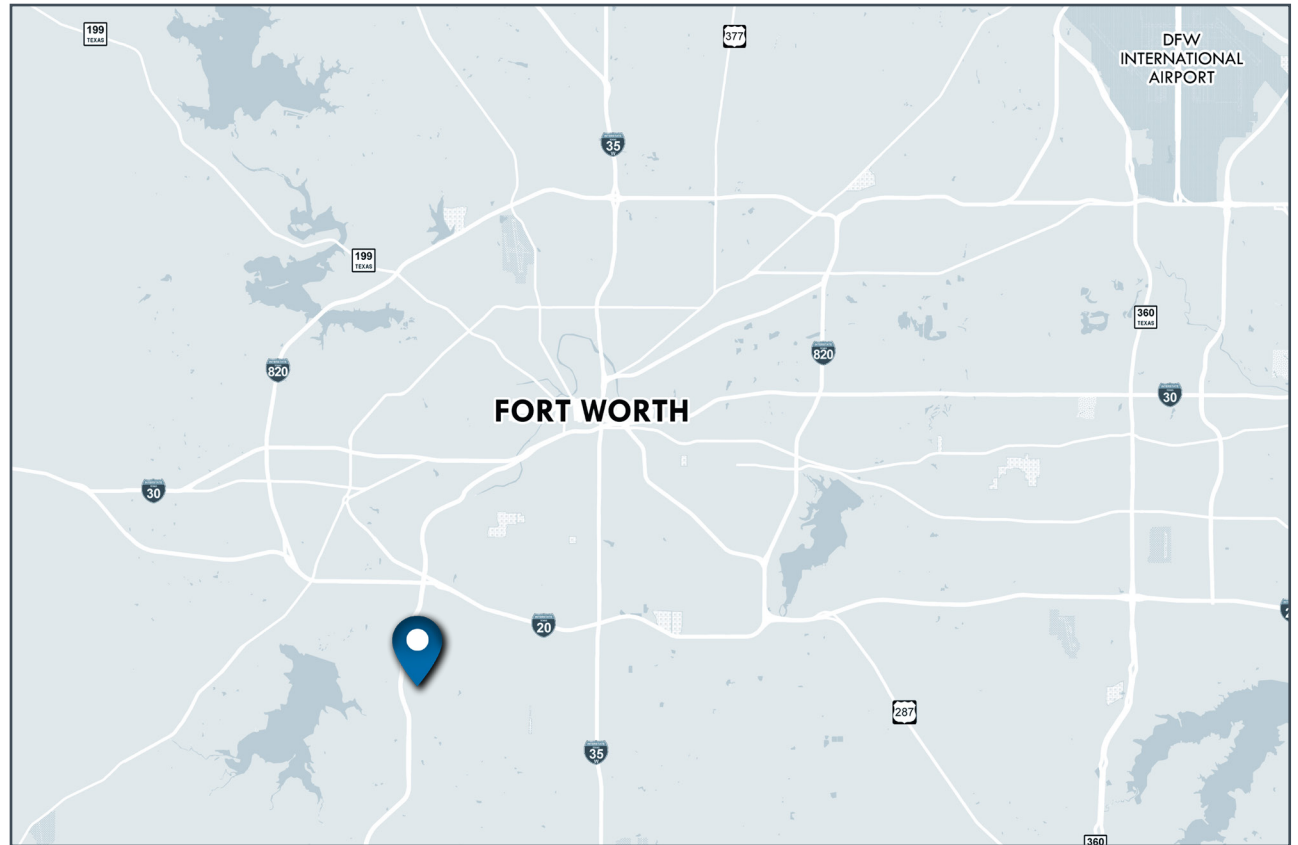 199
TEXAS
377
DFW
INTERNATIONAL
AIRPORT
35
W
199
TEXAS
360
TEXAS
820
820
30
FORT WORTH
30
20
287
35
W
360